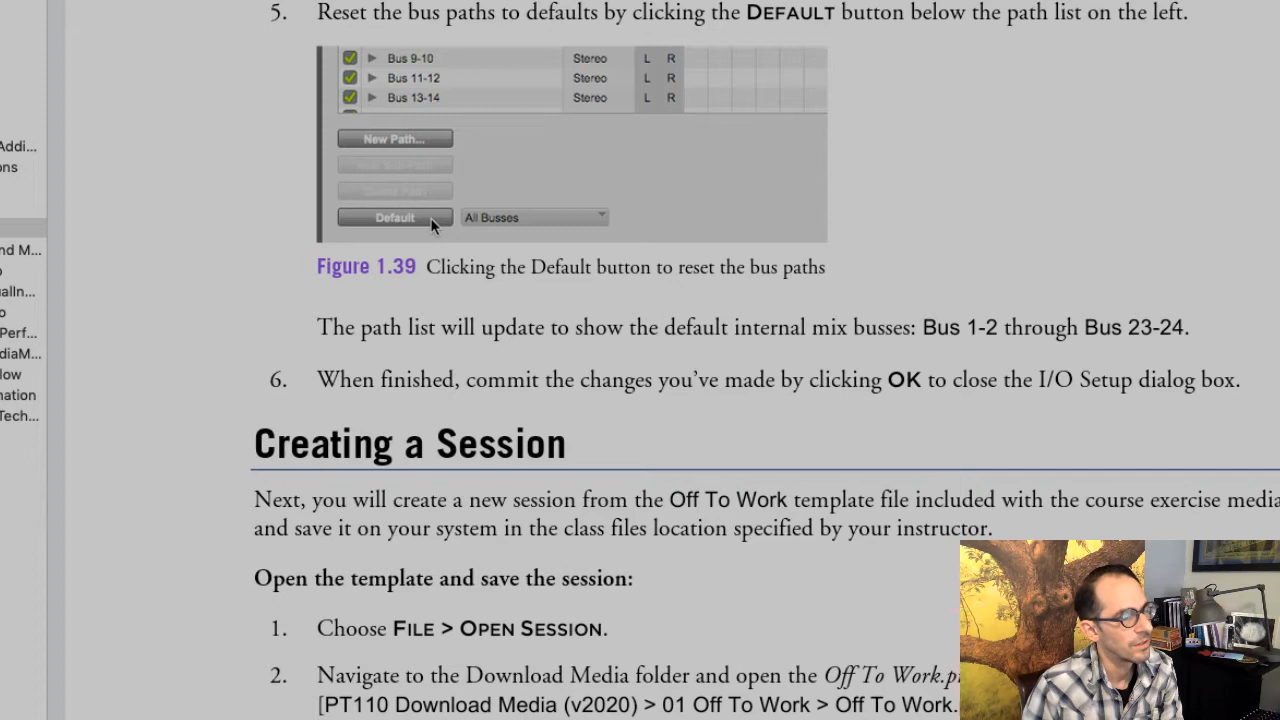 5. Reset the bus paths to defaults by clicking the DEFAULT button below the path list on the left.
Bus 9-10 Stereo L R
Bus 11-12 Stereo L R
Bus 13-14 Stereo L R
New Path...
Default All Busses
Figure 1.39 Clicking the Default button to reset the bus paths
The path list will update to show the default internal mix busses: Bus 1-2 through Bus 23-24.
6. When finished, commit the changes you've made by clicking OK to close the I/O Setup dialog box.
Creating a Session
Next, you will create a new session from the Off To Work template file included with the course exercise media
and save it on your system in the class files location specified by your instructor.
Open the template and save the session:
1. Choose FILE > OPEN SESSION.
2. Navigate to the Download Media folder and open the Off To Work.p
[PT110 Download Media (v2020) > 01 Off To Work > Off To Work.
Addi...
ons
nd M...
o
ualIn...
o
Perf...
diaM...
low
nation
Tech...